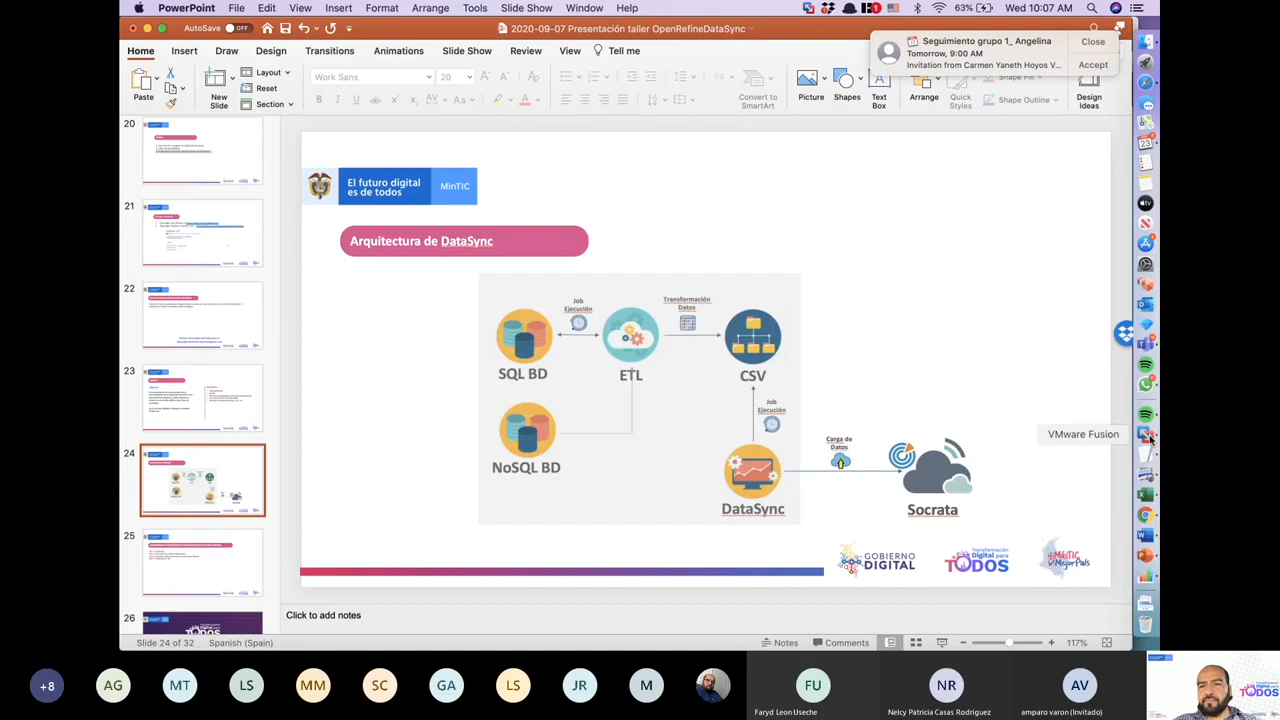 PowerPoint File Edit View Insert Format Arrange Tools Slide Show Window Help 63% Wed 10:07 AM
AutoSave OFF 2020-09-07 Presentación taller OpenRefineDataSync
Home Insert Draw Design Transitions Animations Slide Show Review View Tell me
Seguimiento grupo 1_ Angelina
Tomorrow, 9:00 AM
Invitation from Carmen Yaneth Hoyos V...
Close
Accept
Paste
New
Slide
Layout
Reset
Section
Work Sans 20
Convert to
SmartArt
Picture
Shapes
Text
Box
Arrange
Quick
Styles
Shape Fill
Shape Outline
Design
Ideas
20
21
22
23
24
25
26
El futuro digital
es de todos
MinTIC
Arquitectura de DataSync
Job
Ejecución
Transformación
Datos
SQL BD
ETL
CSV
NoSQL BD
Job
Ejecución
Carga de
Datos
DataSync
Socrata
VMware Fusion
GOBIERNO
DIGITAL
Transformación
Digital para
TODOS
#MinTIC
MejorPaís
Click to add notes
Slide 24 of 32 Spanish (Spain) Notes Comments 117%
+8 AG MT LS MM SC GA LS JR M FU NR AV
Faryd Leon Useche
Nelcy Patricia Casas Rodriguez
amparo varon (Invitado)